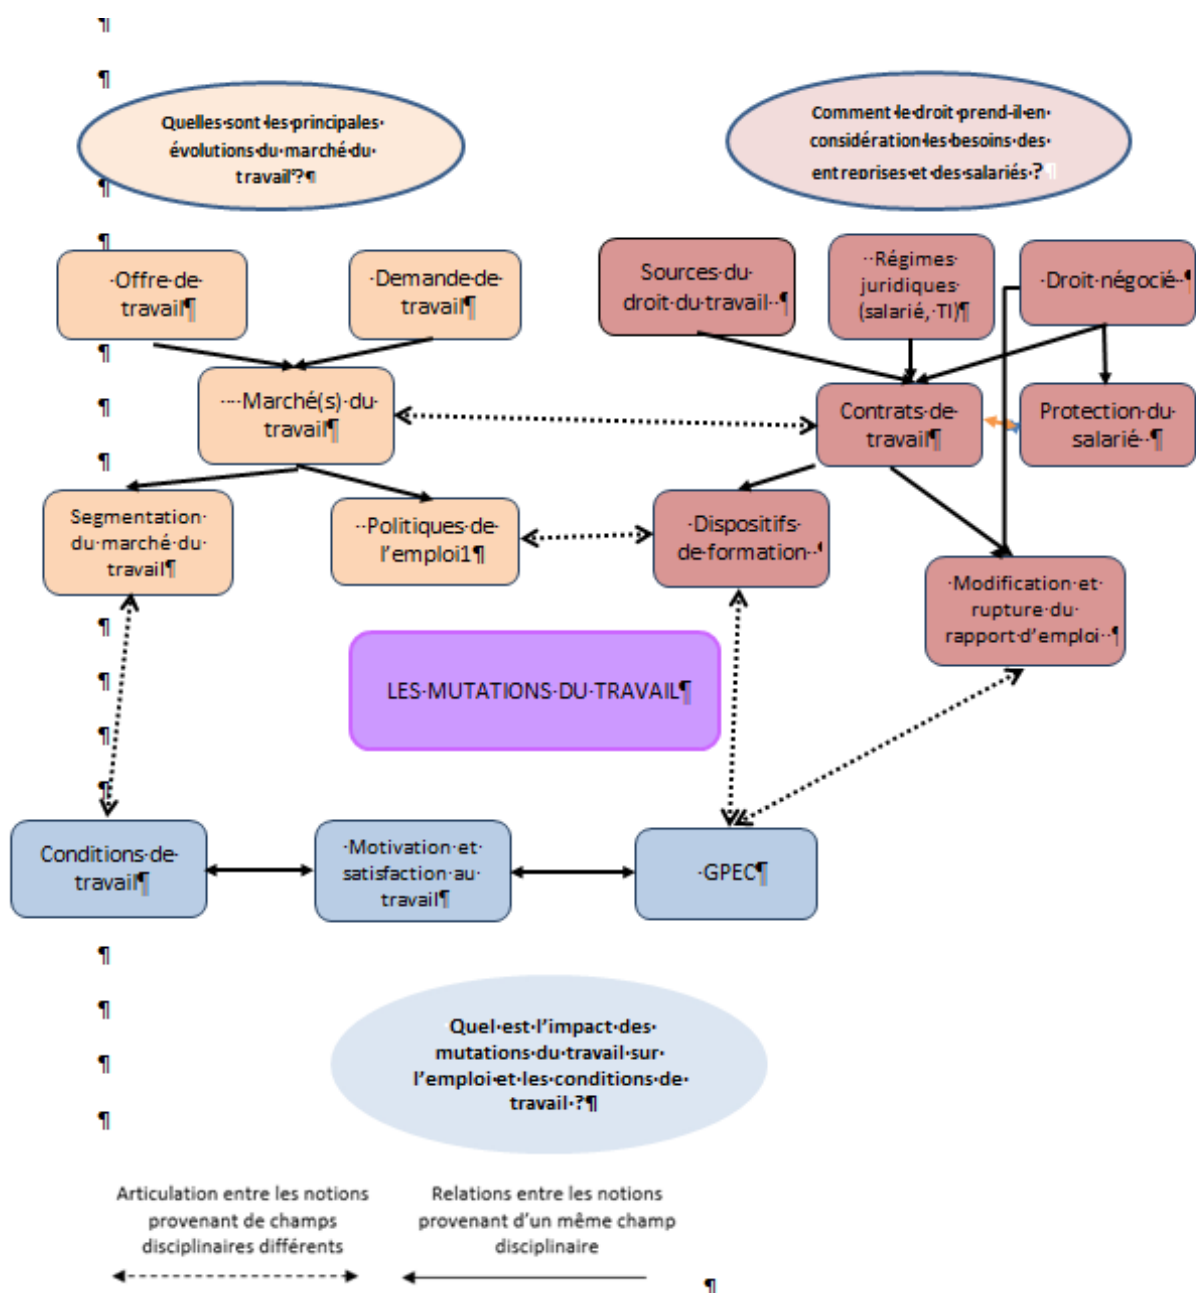 Quelles sont les principales
évolutions du marché du
travail ?
Comment le droit prend-il en
considération les besoins des
entreprises et des salariés ?
Offre de
travail
Demande de
travail
Sources du
droit du travail
Régimes
juridiques
(salarié, TI)
Droit négocié
Marché(s) du
travail
Contrats de
travail
Protection du
salarié
Segmentation
du marché du
travail
Politiques de
l’emploi1
Dispositifs
de formation
Modification et
rupture du
rapport d’emploi
LES MUTATIONS DU TRAVAIL
Conditions de
travail
Motivation et
satisfaction au
travail
GPEC
Quel est l’impact des
mutations du travail sur
l’emploi et les conditions de
travail ?
Articulation entre les notions
provenant de champs
disciplinaires différents
Relations entre les notions
provenant d’un même champ
disciplinaire